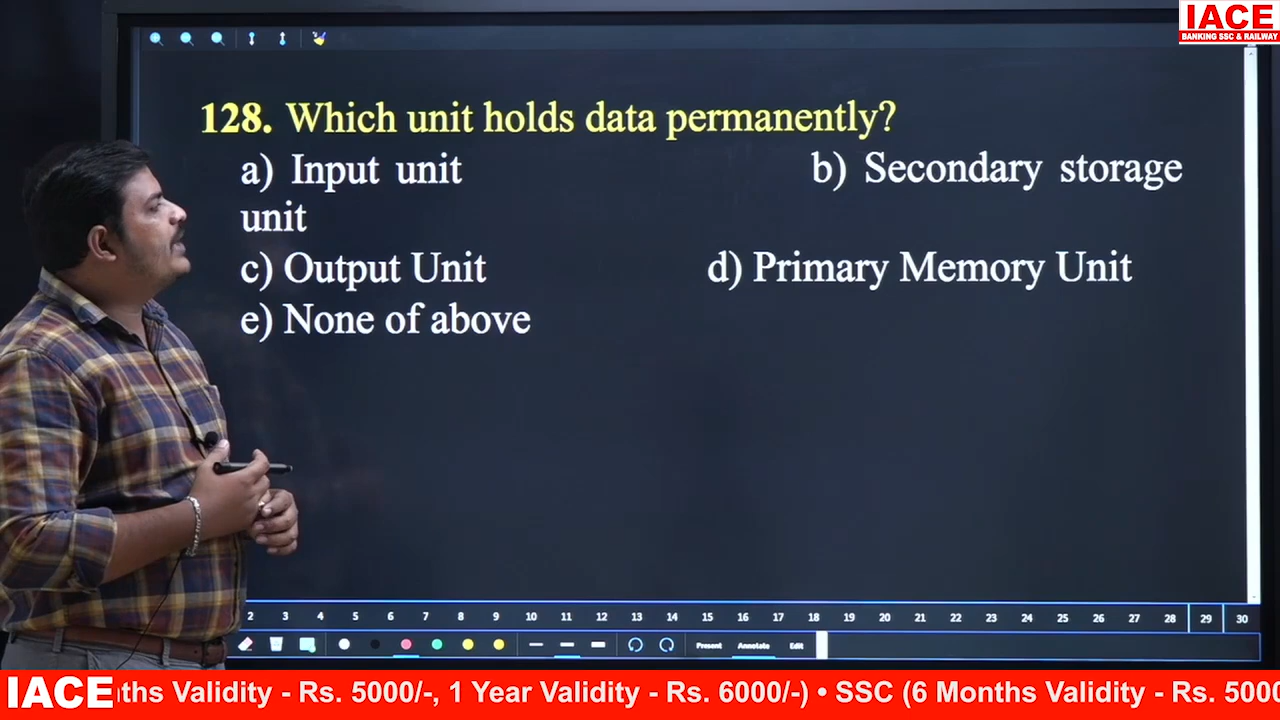 IACE
BANKING SSC & RAILWAY
128. Which unit holds data permanently?
a) Input unit b) Secondary storage
unit
c) Output Unit d) Primary Memory Unit
e) None of above
2 3 4 5 6 7 8 9 10 11 12 13 14 15 16 17 18 19 20 21 22 23 24 25 26 27 28 29 30
Present Annotate Edit
IACE ths Validity - Rs. 5000/-, 1 Year Validity - Rs. 6000/-) • SSC (6 Months Validity - Rs. 5000